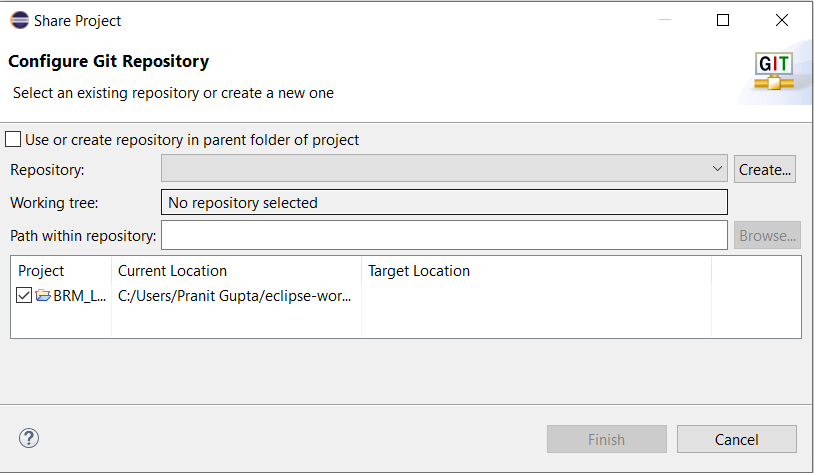 Share Project
Configure Git Repository
Select an existing repository or create a new one
GIT
Use or create repository in parent folder of project
Repository: Create...
Working tree: No repository selected
Path within repository: Browse...
Project Current Location Target Location
BRM_L... C:/Users/Pranit Gupta/eclipse-wor...
Finish Cancel